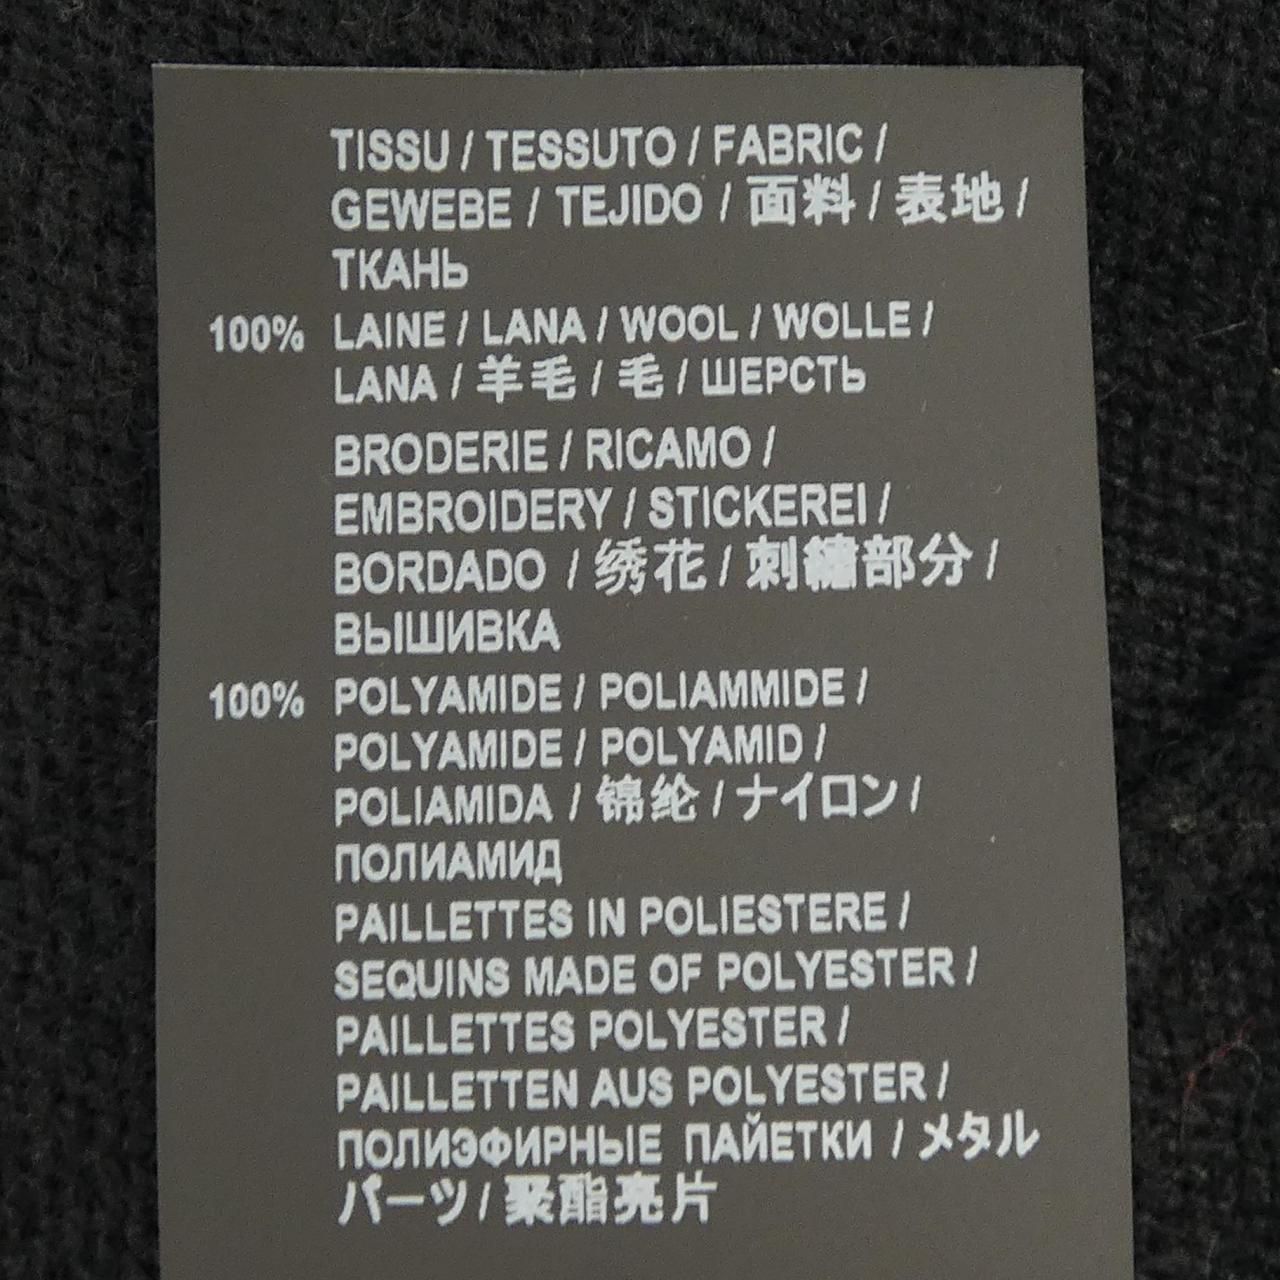 TISSU / TESSUTO / FABRIC /
GEWEBE / TEJIDO / 面料 / 表地 /
ТКАНЬ
100% LAINE / LANA / WOOL / WOLLE /
LANA / 羊毛 / 毛 / ШЕРСТЬ
BRODERIE / RICAMO /
EMBROIDERY / STICKEREI /
BORDADO / 绣花 / 刺繍部分 /
ВЫШИВКА
100% POLYAMIDE / POLIAMMIDE /
POLYAMIDE / POLYAMID /
POLIAMIDA / 锦纶 / ナイロン /
ПОЛИАМИД
PAILLETTES IN POLIESTERE /
SEQUINS MADE OF POLYESTER /
PAILLETTES POLYESTER /
PAILLETTEN AUS POLYESTER /
ПОЛИЭФИРНЫЕ ПАЙЕТКИ / メタル
パーツ / 聚酯亮片